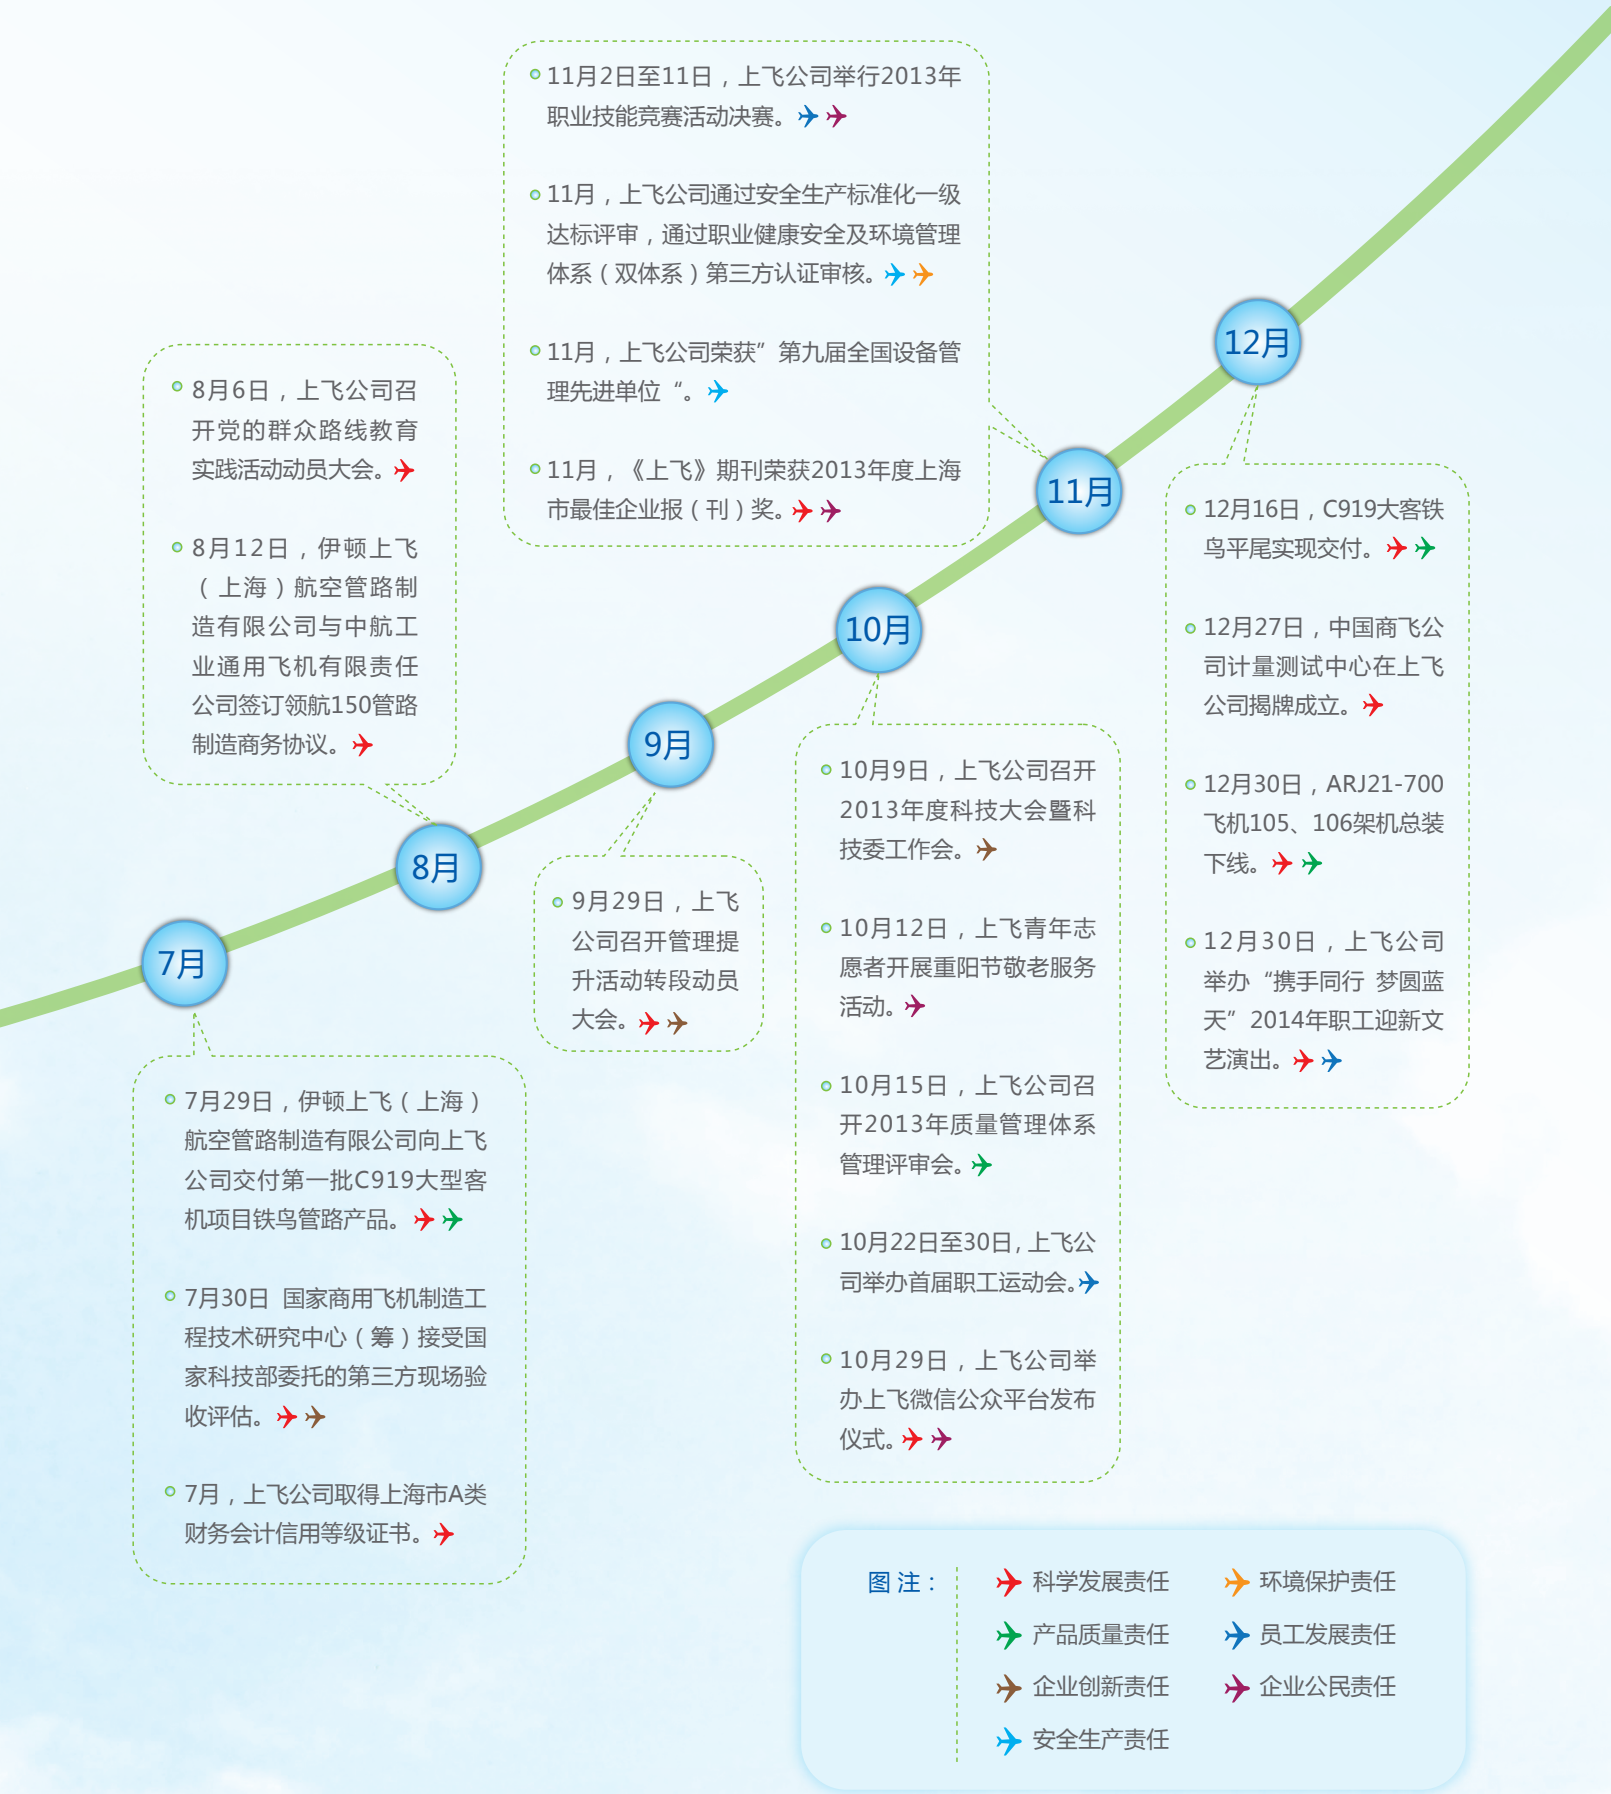 11月2日至11日，上飞公司举行2013年
职业技能竞赛活动决赛。
11月，上飞公司通过安全生产标准化一级
达标评审，通过职业健康安全及环境管理
体系（双体系）第三方认证审核。
11月，上飞公司荣获”第九届全国设备管
理先进单位“。
11月，《上飞》期刊荣获2013年度上海
市最佳企业报（刊）奖。
12月
8月6日，上飞公司召
开党的群众路线教育
实践活动动员大会。
8月12日，伊顿上飞
（上海）航空管路制
造有限公司与中航工
业通用飞机有限责任
公司签订领航150管路
制造商务协议。
11月
12月16日，C919大客铁
鸟平尾实现交付。
12月27日，中国商飞公
司计量测试中心在上飞
公司揭牌成立。
12月30日，ARJ21-700
飞机105、106架机总装
下线。
12月30日，上飞公司
举办“携手同行 梦圆蓝
天”2014年职工迎新文
艺演出。
10月
9月
10月9日，上飞公司召开
2013年度科技大会暨科
技委工作会。
10月12日，上飞青年志
愿者开展重阳节敬老服务
活动。
10月15日，上飞公司召
开2013年质量管理体系
管理评审会。
10月22日至30日，上飞公
司举办首届职工运动会。
10月29日，上飞公司举
办上飞微信公众平台发布
仪式。
8月
9月29日，上飞
公司召开管理提
升活动转段动员
大会。
7月
7月29日，伊顿上飞（上海）
航空管路制造有限公司向上飞
公司交付第一批C919大型客
机项目铁鸟管路产品。
7月30日 国家商用飞机制造工
程技术研究中心（筹）接受国
家科技部委托的第三方现场验
收评估。
7月，上飞公司取得上海市A类
财务会计信用等级证书。
图 注：
科学发展责任
环境保护责任
产品质量责任
员工发展责任
企业创新责任
企业公民责任
安全生产责任